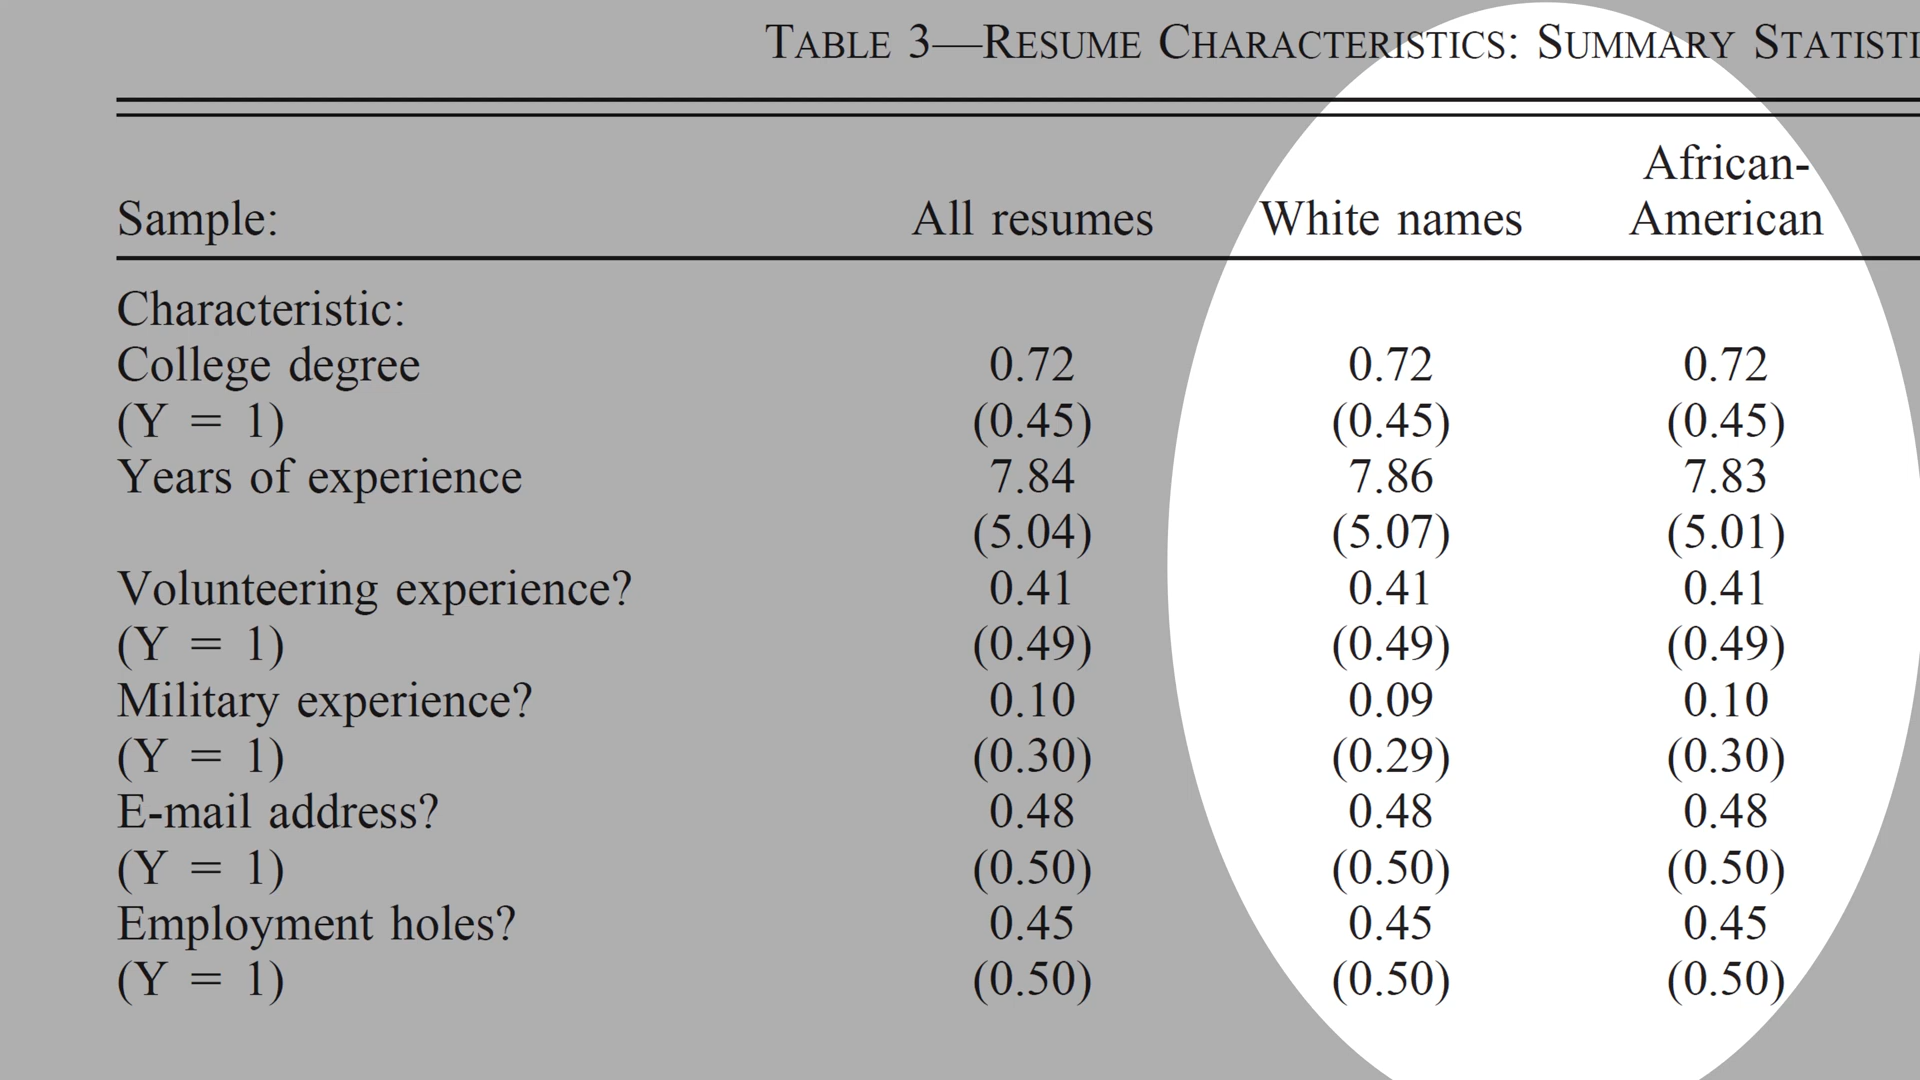 TABLE 3—RESUME CHARACTERISTICS: SUMMARY STATISTI
African-
Sample: All resumes White names American
Characteristic:
College degree 0.72 0.72 0.72
(Y = 1) (0.45) (0.45) (0.45)
Years of experience 7.84 7.86 7.83
(5.04) (5.07) (5.01)
Volunteering experience? 0.41 0.41 0.41
(Y = 1) (0.49) (0.49) (0.49)
Military experience? 0.10 0.09 0.10
(Y = 1) (0.30) (0.29) (0.30)
E-mail address? 0.48 0.48 0.48
(Y = 1) (0.50) (0.50) (0.50)
Employment holes? 0.45 0.45 0.45
(Y = 1) (0.50) (0.50) (0.50)